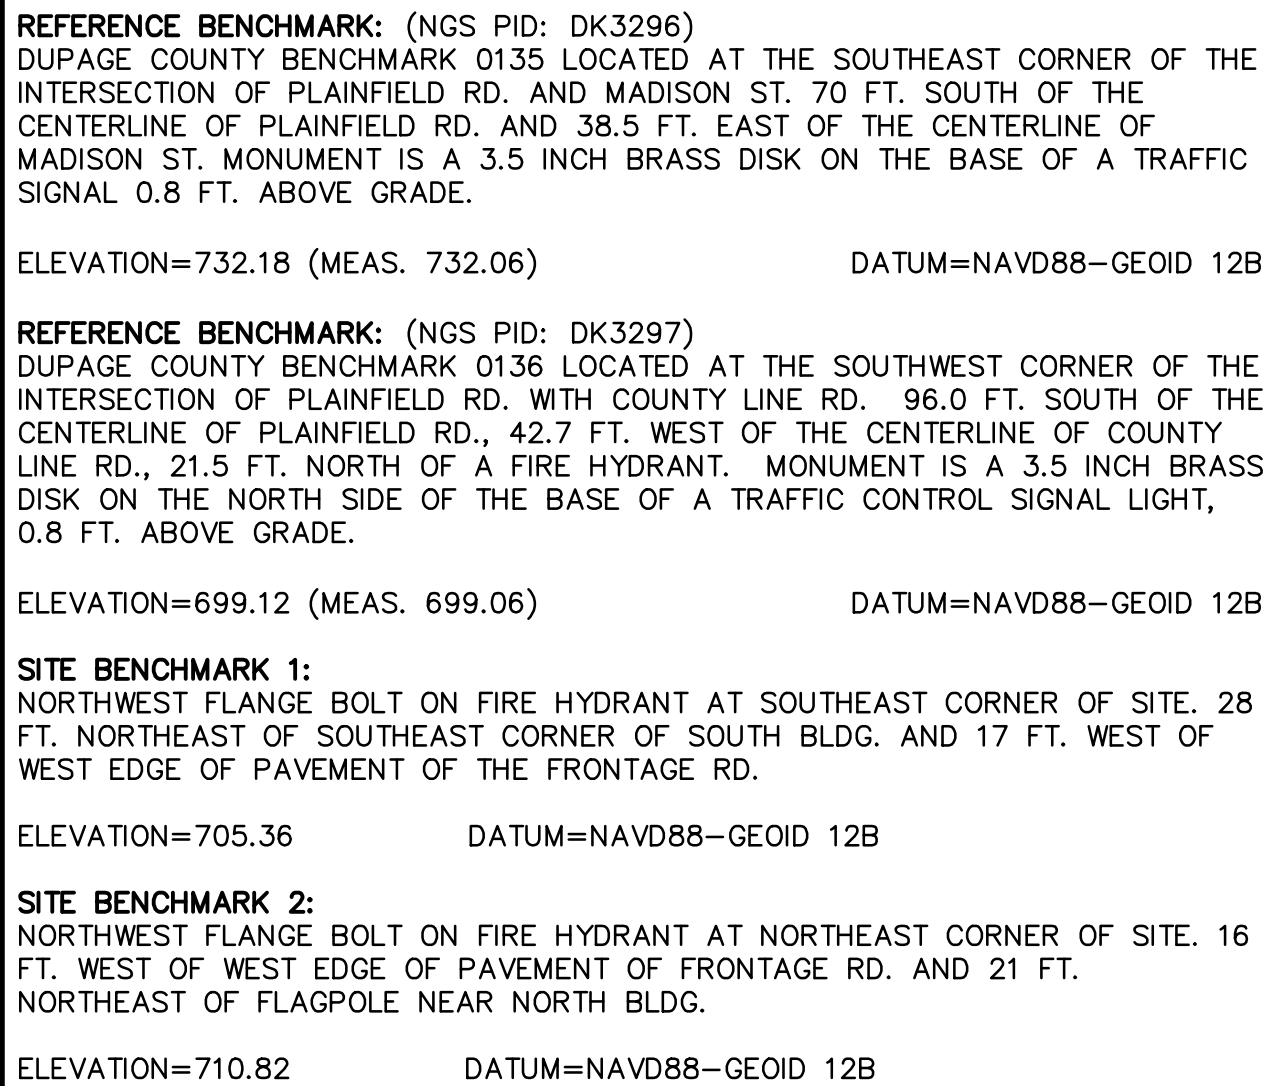 REFERENCE BENCHMARK: (NGS PID: DK3296)
DUPAGE COUNTY BENCHMARK 0135 LOCATED AT THE SOUTHEAST CORNER OF THE
INTERSECTION OF PLAINFIELD RD. AND MADISON ST. 70 FT. SOUTH OF THE
CENTERLINE OF PLAINFIELD RD. AND 38.5 FT. EAST OF THE CENTERLINE OF
MADISON ST. MONUMENT IS A 3.5 INCH BRASS DISK ON THE BASE OF A TRAFFIC
SIGNAL 0.8 FT. ABOVE GRADE.
ELEVATION=732.18 (MEAS. 732.06) DATUM=NAVD88-GEOID 12B
REFERENCE BENCHMARK: (NGS PID: DK3297)
DUPAGE COUNTY BENCHMARK 0136 LOCATED AT THE SOUTHWEST CORNER OF THE
INTERSECTION OF PLAINFIELD RD. WITH COUNTY LINE RD. 96.0 FT. SOUTH OF THE
CENTERLINE OF PLAINFIELD RD., 42.7 FT. WEST OF THE CENTERLINE OF COUNTY
LINE RD., 21.5 FT. NORTH OF A FIRE HYDRANT. MONUMENT IS A 3.5 INCH BRASS
DISK ON THE NORTH SIDE OF THE BASE OF A TRAFFIC CONTROL SIGNAL LIGHT,
0.8 FT. ABOVE GRADE.
ELEVATION=699.12 (MEAS. 699.06) DATUM=NAVD88-GEOID 12B
SITE BENCHMARK 1:
NORTHWEST FLANGE BOLT ON FIRE HYDRANT AT SOUTHEAST CORNER OF SITE. 28
FT. NORTHEAST OF SOUTHEAST CORNER OF SOUTH BLDG. AND 17 FT. WEST OF
WEST EDGE OF PAVEMENT OF THE FRONTAGE RD.
ELEVATION=705.36 DATUM=NAVD88-GEOID 12B
SITE BENCHMARK 2:
NORTHWEST FLANGE BOLT ON FIRE HYDRANT AT NORTHEAST CORNER OF SITE. 16
FT. WEST OF WEST EDGE OF PAVEMENT OF FRONTAGE RD. AND 21 FT.
NORTHEAST OF FLAGPOLE NEAR NORTH BLDG.
ELEVATION=710.82 DATUM=NAVD88-GEOID 12B